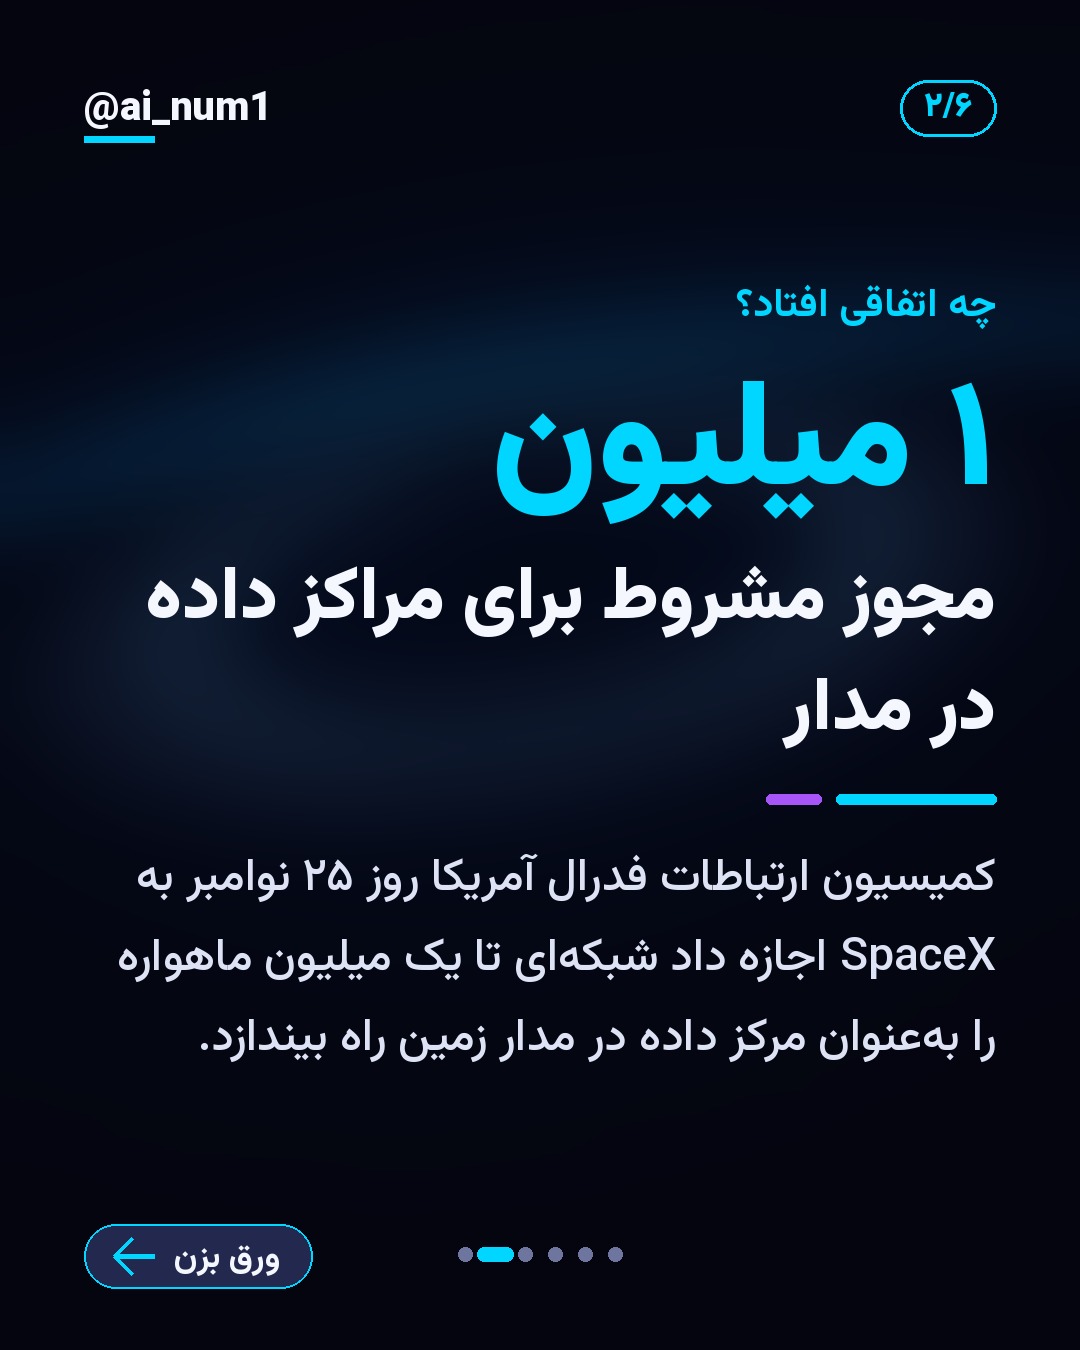 @ai_num1
۲/۶
چه اتفاقی افتاد؟
۱ میلیون
مجوز مشروط برای مراکز داده
در مدار
کمیسیون ارتباطات فدرال آمریکا روز ۲۵ نوامبر به
SpaceX اجازه داد شبکه‌ای تا یک میلیون ماهواره
را به‌عنوان مرکز داده در مدار زمین راه بیندازد.
ورق بزن